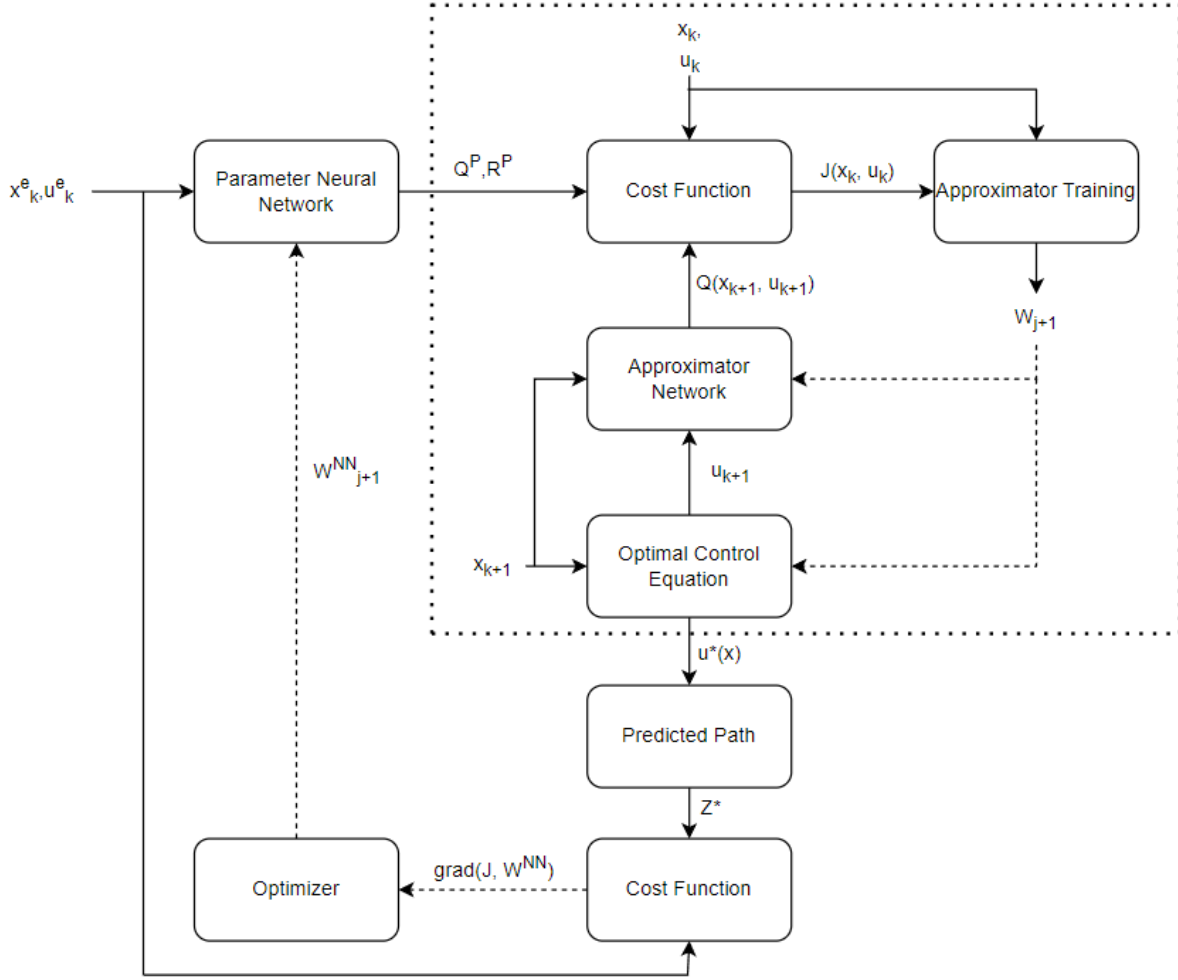 x_k,
u_k
x^e_k,u^e_k
Parameter Neural
Network
Q^P,R^P
Cost Function
J(x_k, u_k)
Approximator Training
Q(x_{k+1}, u_{k+1})
W_{j+1}
Approximator
Network
W^{NN}_{j+1}
u_{k+1}
x_{k+1}
Optimal Control
Equation
u*(x)
Predicted Path
Z*
Optimizer
grad(J, W^{NN})
Cost Function